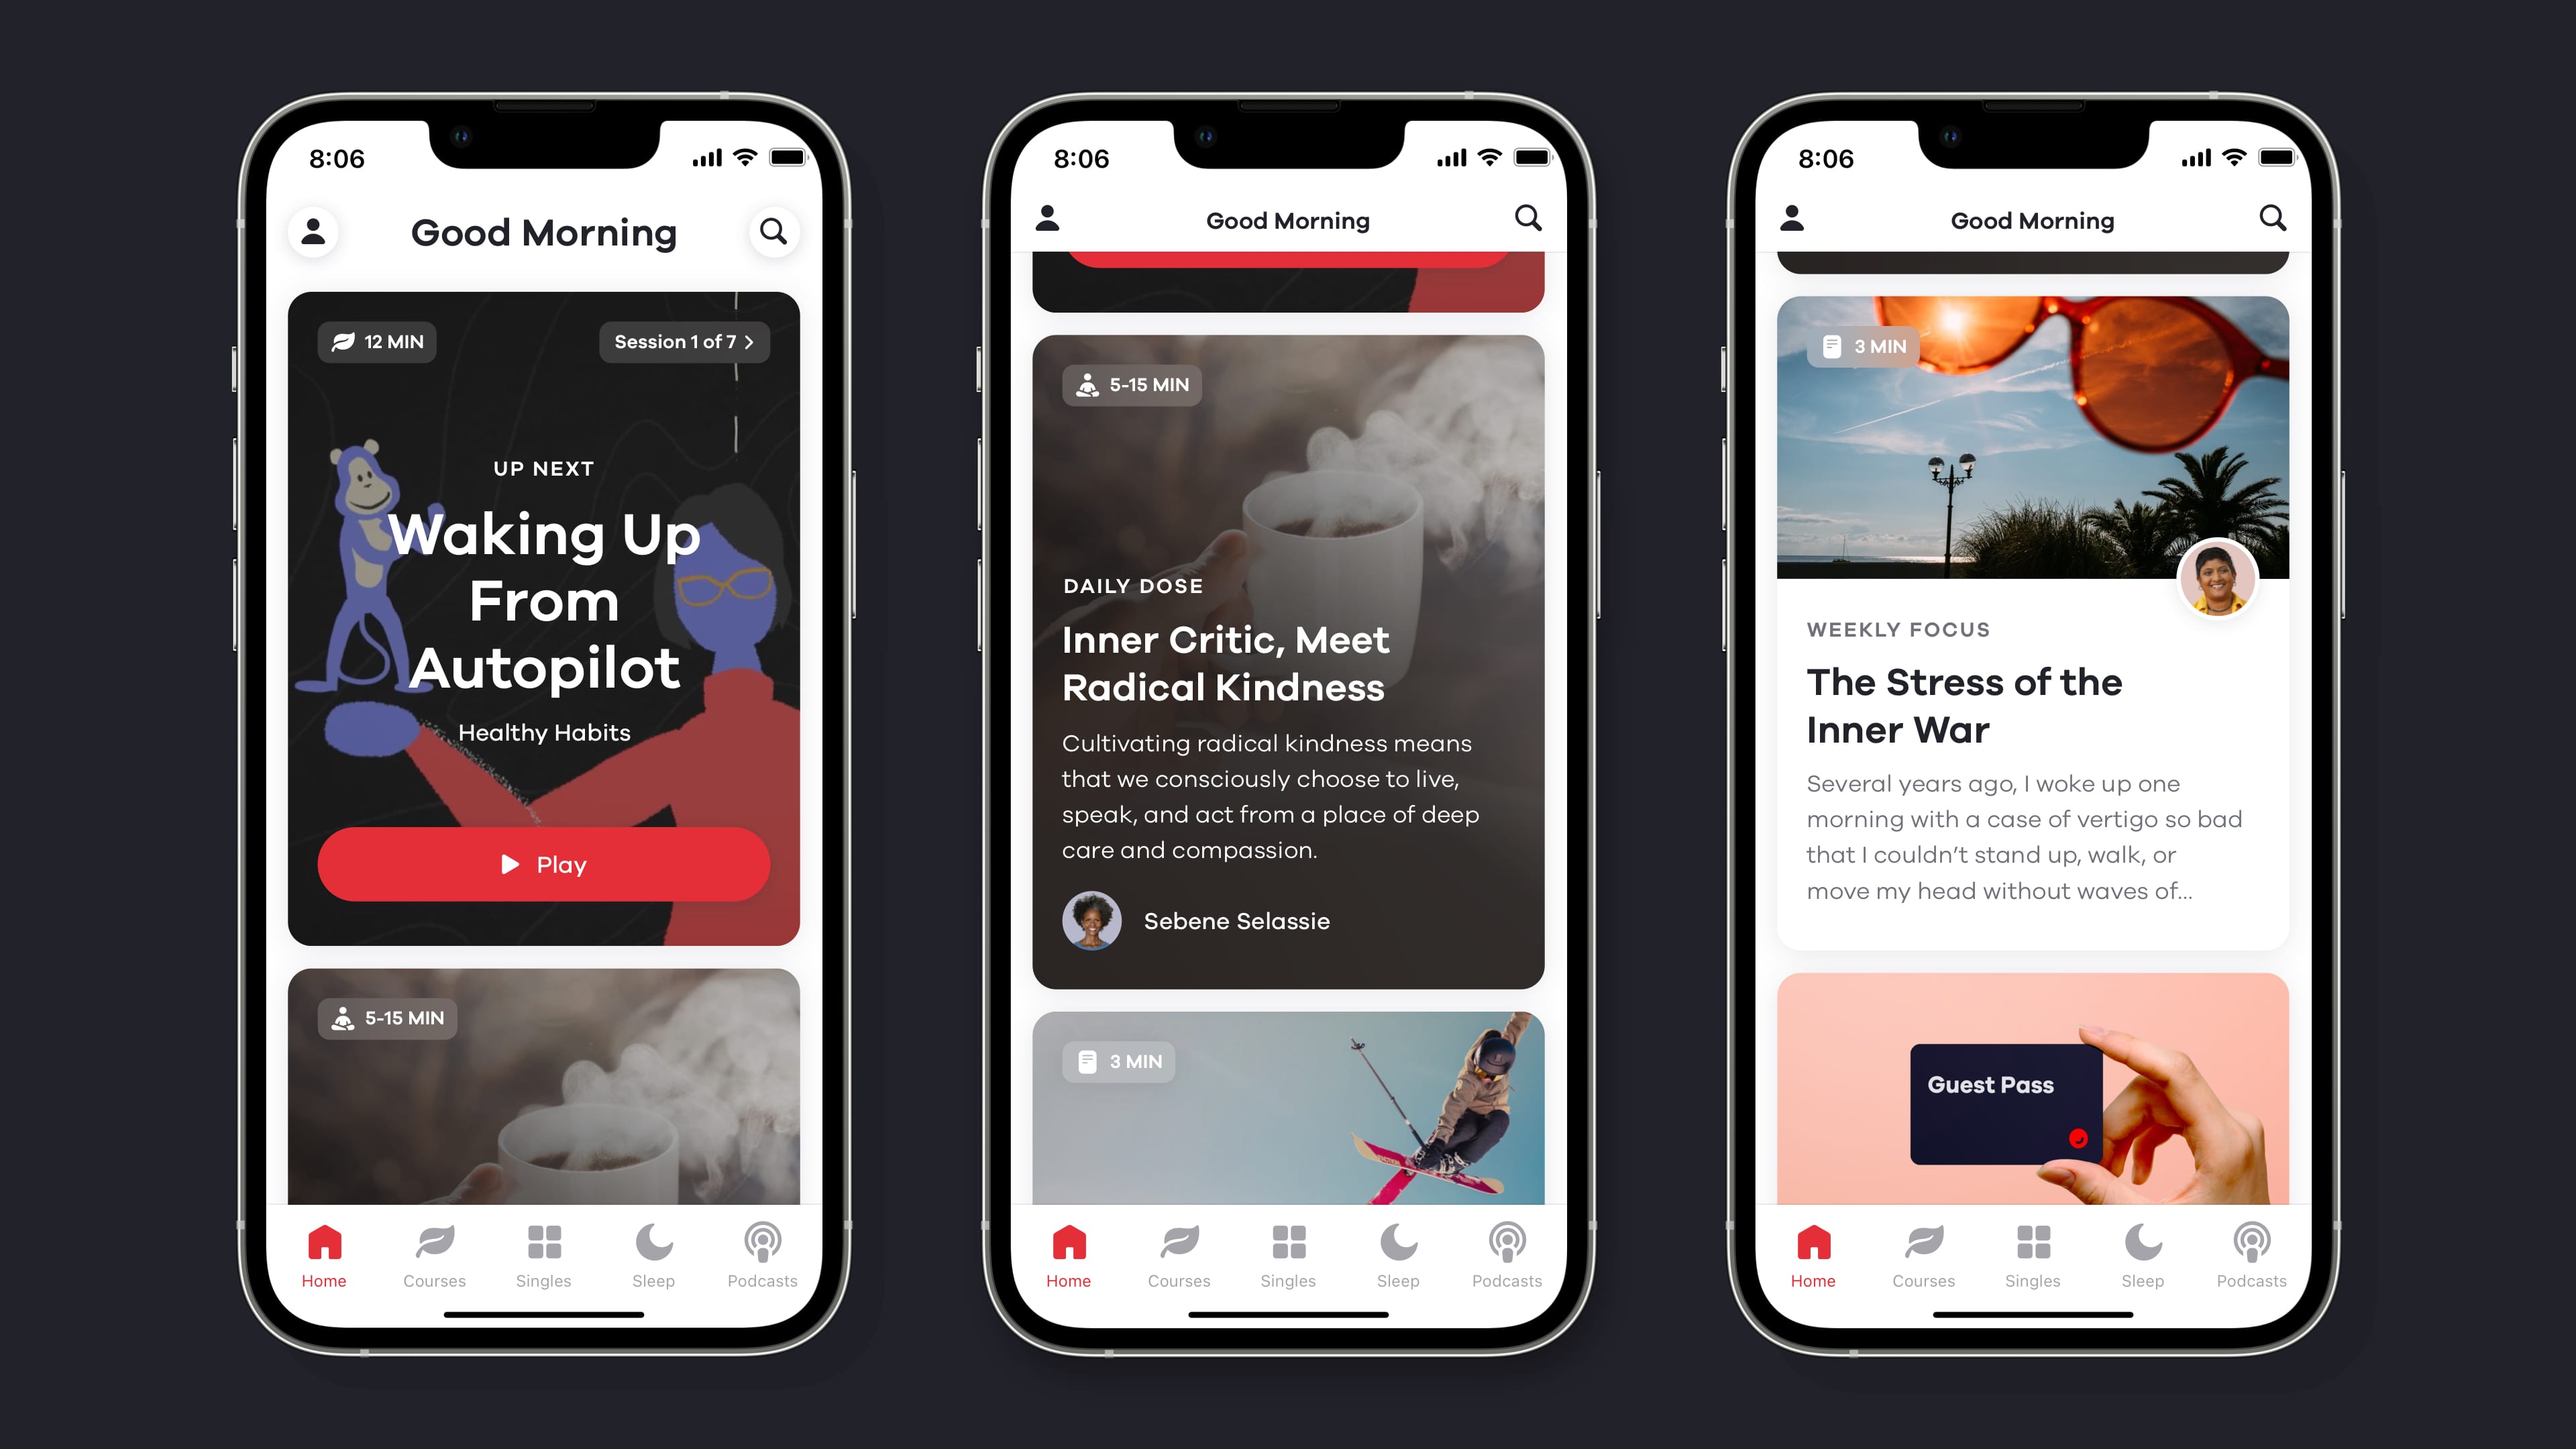 8:06
Good Morning
12 MIN
Session 1 of 7
UP NEXT
Waking Up
From
Autopilot
Healthy Habits
Play
5-15 MIN
Home
Courses
Singles
Sleep
Podcasts
8:06
Good Morning
5-15 MIN
DAILY DOSE
Inner Critic, Meet
Radical Kindness
Cultivating radical kindness means
that we consciously choose to live,
speak, and act from a place of deep
care and compassion.
Sebene Selassie
3 MIN
Home
Courses
Singles
Sleep
Podcasts
8:06
Good Morning
3 MIN
WEEKLY FOCUS
The Stress of the
Inner War
Several years ago, I woke up one
morning with a case of vertigo so bad
that I couldn’t stand up, walk, or
move my head without waves of...
Guest Pass
Home
Courses
Singles
Sleep
Podcasts